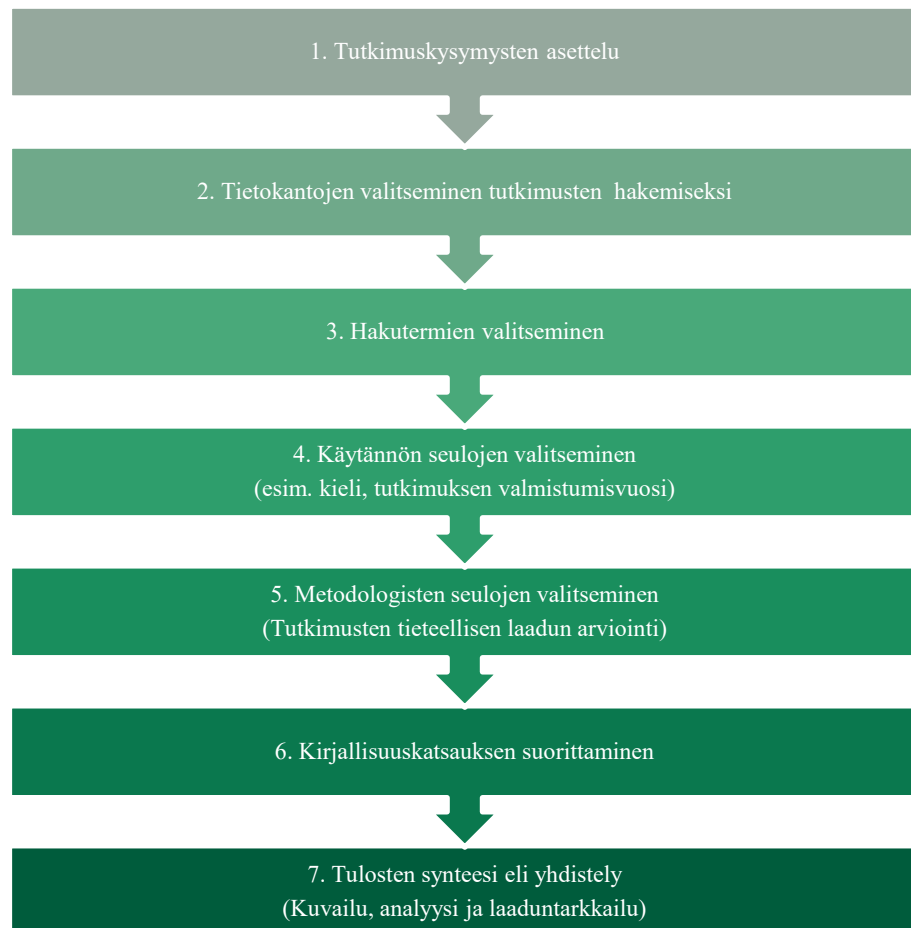 1. Tutkimuskysymysten asettelu
2. Tietokantojen valitseminen tutkimusten hakemiseksi
3. Hakutermien valitseminen
4. Käytännön seulojen valitseminen
(esim. kieli, tutkimuksen valmistumisvuosi)
5. Metodologisten seulojen valitseminen
(Tutkimusten tieteellisen laadun arviointi)
6. Kirjallisuuskatsauksen suorittaminen
7. Tulosten synteesi eli yhdistely
(Kuvailu, analyysi ja laaduntarkkailu)